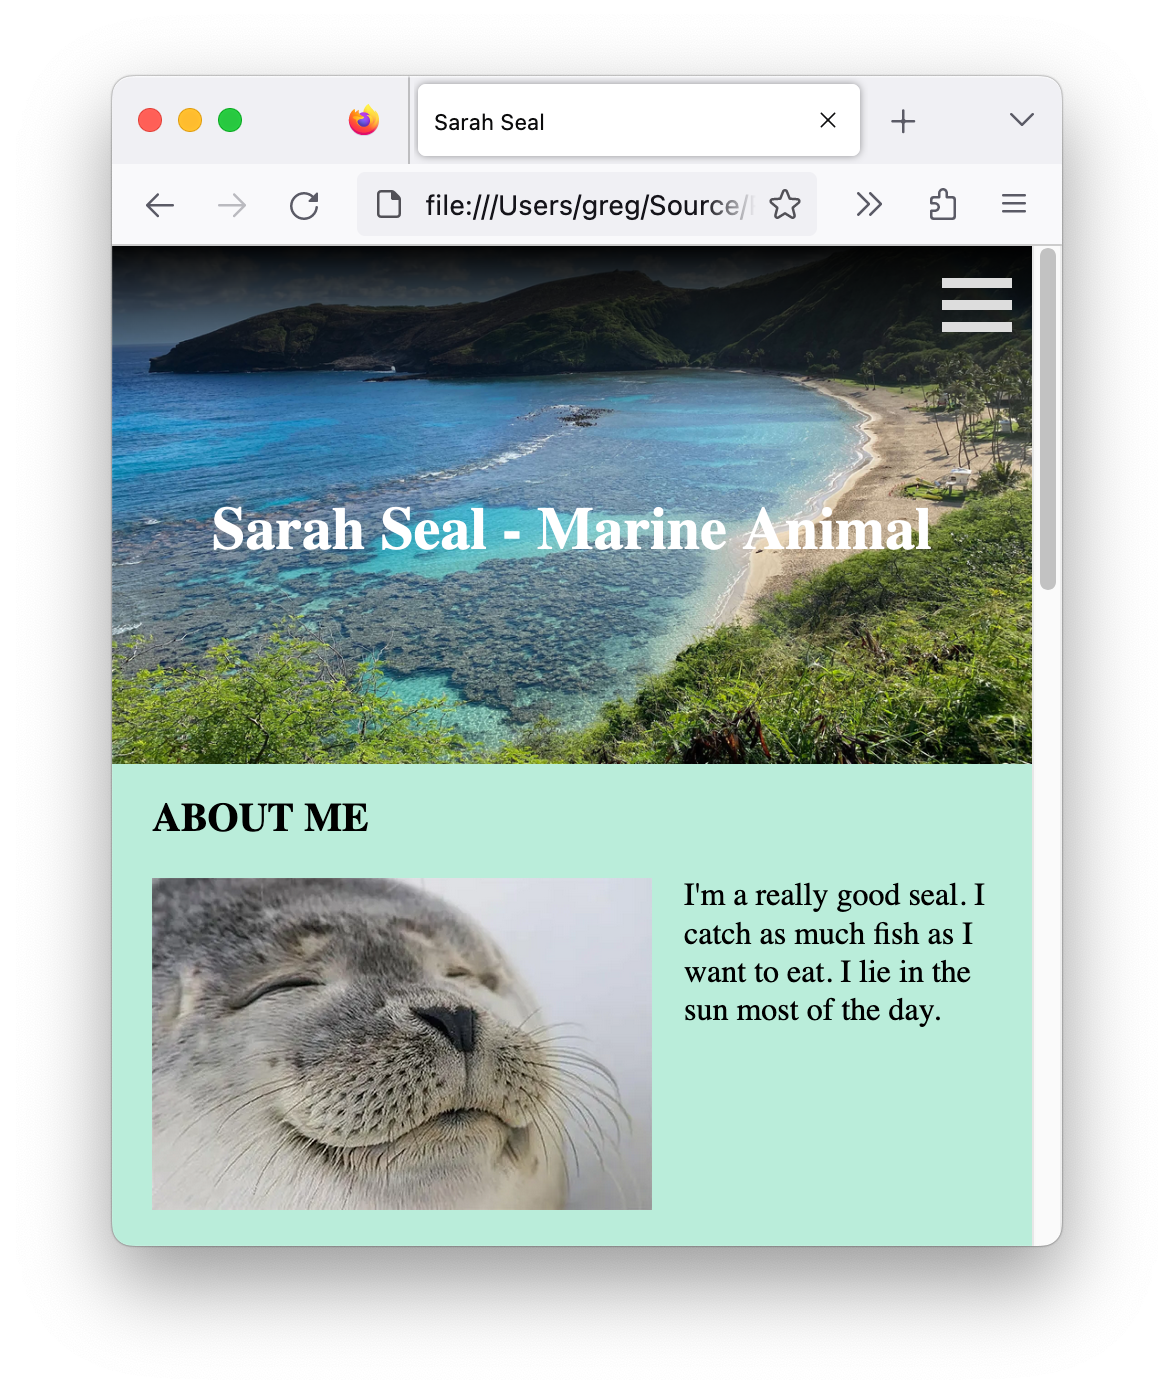 Sarah Seal
file:///Users/greg/Source/
Sarah Seal - Marine Animal
ABOUT ME
I'm a really good seal. I
catch as much fish as I
want to eat. I lie in the
sun most of the day.